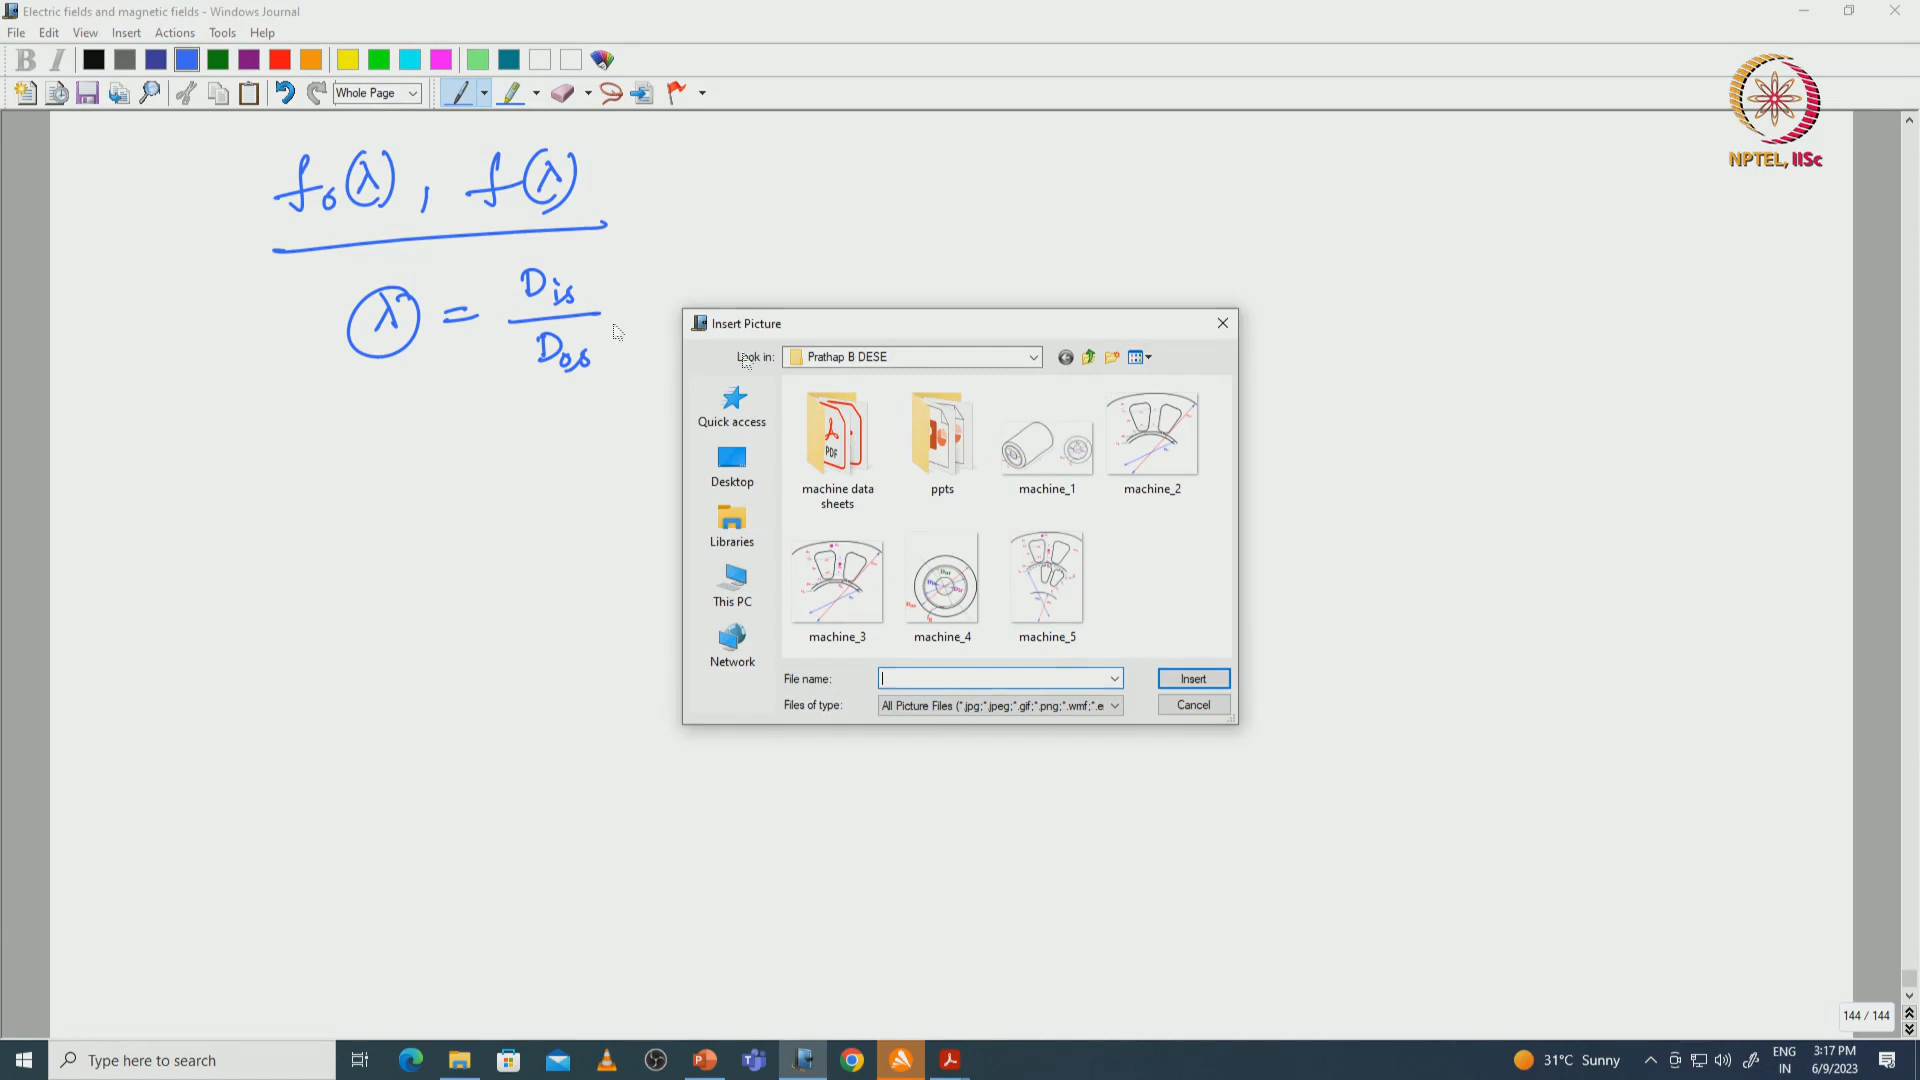 Electric fields and magnetic fields - Windows Journal
File Edit View Insert Actions Tools Help
B I
Whole Page
NPTEL, IISc
f₀(λ), f(λ)
λ = D_is / D_os
Insert Picture
Look in: Prathap B DESE
Quick access
Desktop
Libraries
This PC
Network
machine data sheets
ppts
machine_1
machine_2
machine_3
machine_4
machine_5
File name:
Insert
Files of type: All Picture Files (*.jpg;*.jpeg;*.gif;*.png;*.wmf;*.e
Cancel
144 / 144
Type here to search
31°C Sunny
ENG
IN
3:17 PM
6/9/2023